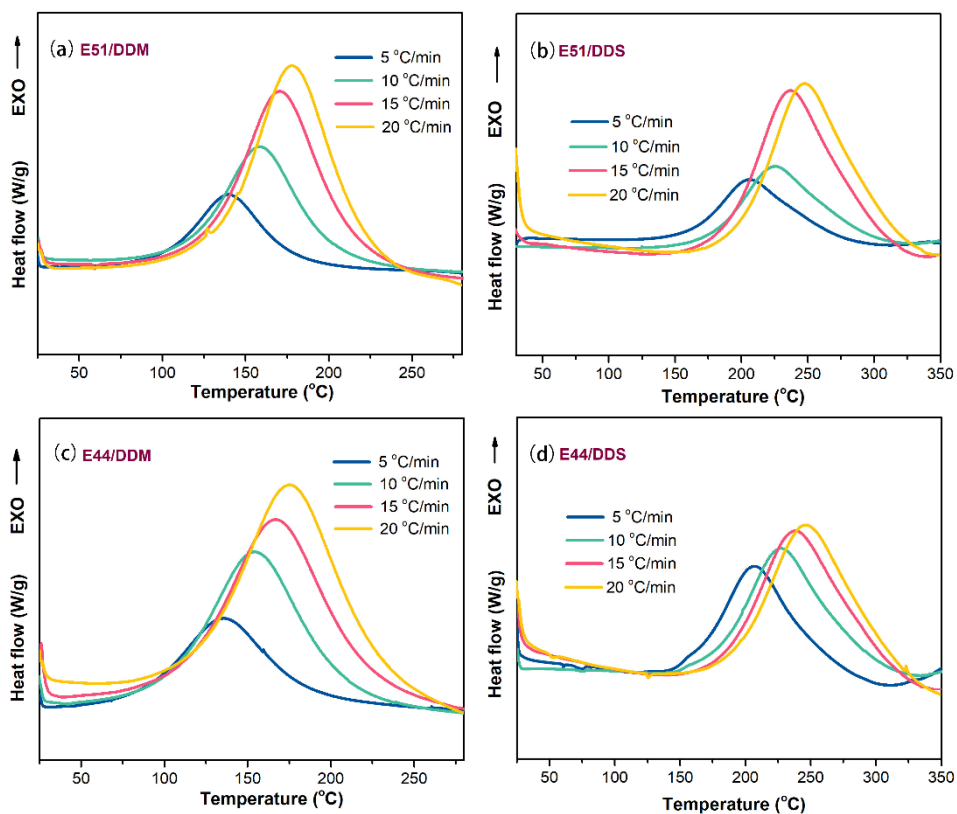 (a) E51/DDM
5 °C/min
10 °C/min
15 °C/min
20 °C/min
Heat flow (W/g)
EXO
50
100
150
200
250
Temperature (°C)
(b) E51/DDS
5 °C/min
10 °C/min
15 °C/min
20 °C/min
Heat flow (W/g)
EXO
50
100
150
200
250
300
350
Temperature (°C)
(c) E44/DDM
5 °C/min
10 °C/min
15 °C/min
20 °C/min
Heat flow (W/g)
EXO
50
100
150
200
250
Temperature (°C)
(d) E44/DDS
5 °C/min
10 °C/min
15 °C/min
20 °C/min
Heat flow (W/g)
EXO
50
100
150
200
250
300
350
Temperature (°C)